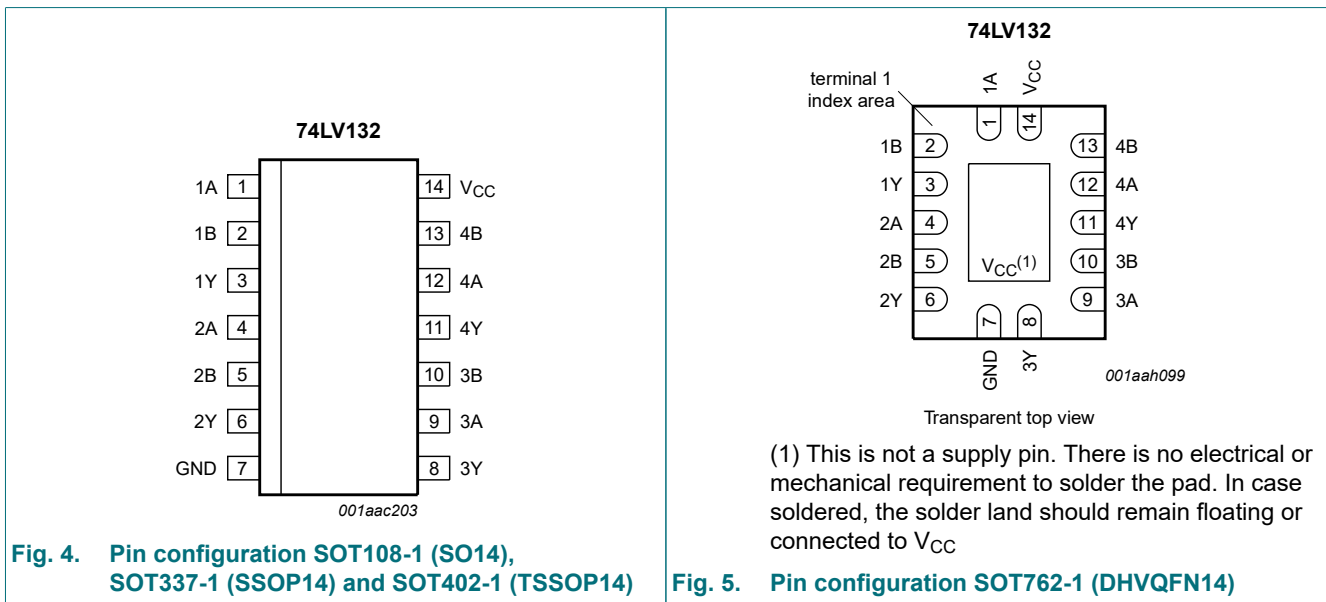 74LV132
1A 1
14 VCC
1B 2
13 4B
1Y 3
12 4A
2A 4
11 4Y
2B 5
10 3B
2Y 6
9 3A
GND 7
8 3Y
001aac203
Fig. 4. Pin configuration SOT108-1 (SO14),
SOT337-1 (SSOP14) and SOT402-1 (TSSOP14)
74LV132
terminal 1
index area
1A
VCC
1
14
1B 2
13 4B
1Y 3
12 4A
2A 4
11 4Y
2B 5
VCC(1)
10 3B
2Y 6
9 3A
7
8
GND
3Y
001aah099
Transparent top view
(1) This is not a supply pin. There is no electrical or
mechanical requirement to solder the pad. In case
soldered, the solder land should remain floating or
connected to VCC
Fig. 5. Pin configuration SOT762-1 (DHVQFN14)